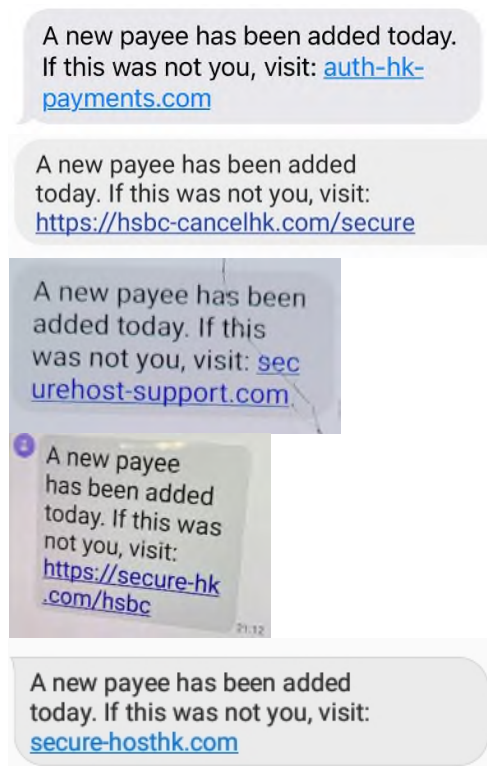 A new payee has been added today.
If this was not you, visit: auth-hk-
payments.com
A new payee has been added
today. If this was not you, visit:
https://hsbc-cancelhk.com/secure
A new payee has been
added today. If this
was not you, visit: sec
urehost-support.com
A new payee
has been added
today. If this was
not you, visit:
https://secure-hk
.com/hsbc
21:12
A new payee has been added
today. If this was not you, visit:
secure-hosthk.com